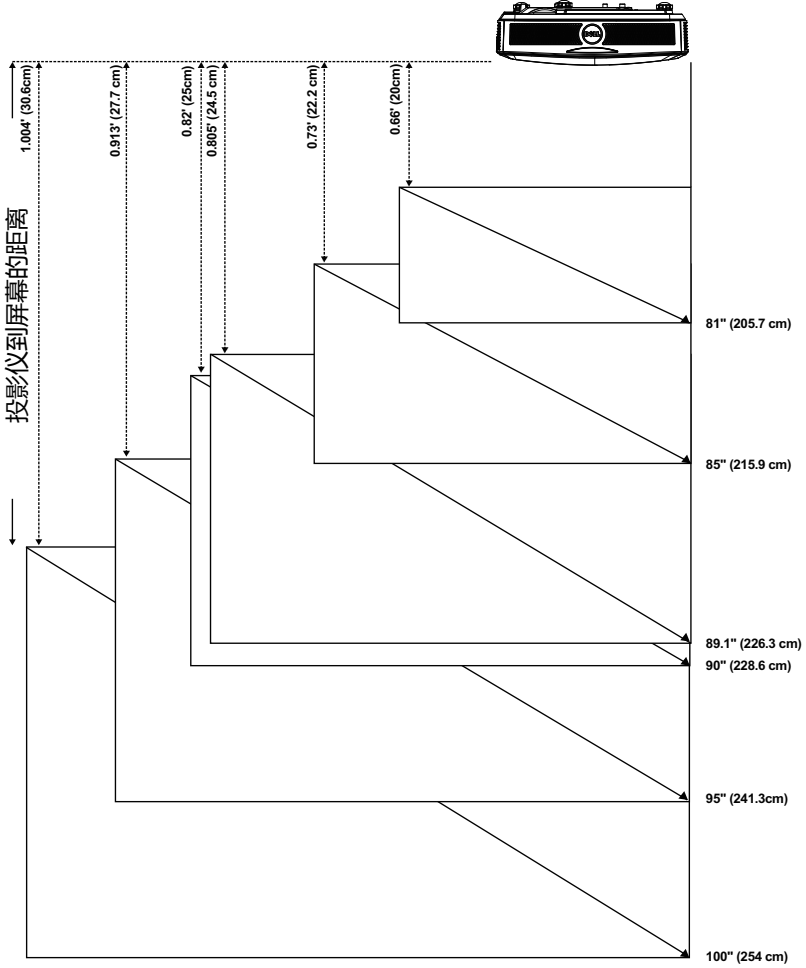 DELL
1.004' (30.6cm)
0.913' (27.7 cm)
0.82' (25cm)
0.805' (24.5 cm)
0.73' (22.2 cm)
0.66' (20cm)
投影仪到屏幕的距离
81" (205.7 cm)
85" (215.9 cm)
89.1" (226.3 cm)
90" (228.6 cm)
95" (241.3cm)
100" (254 cm)